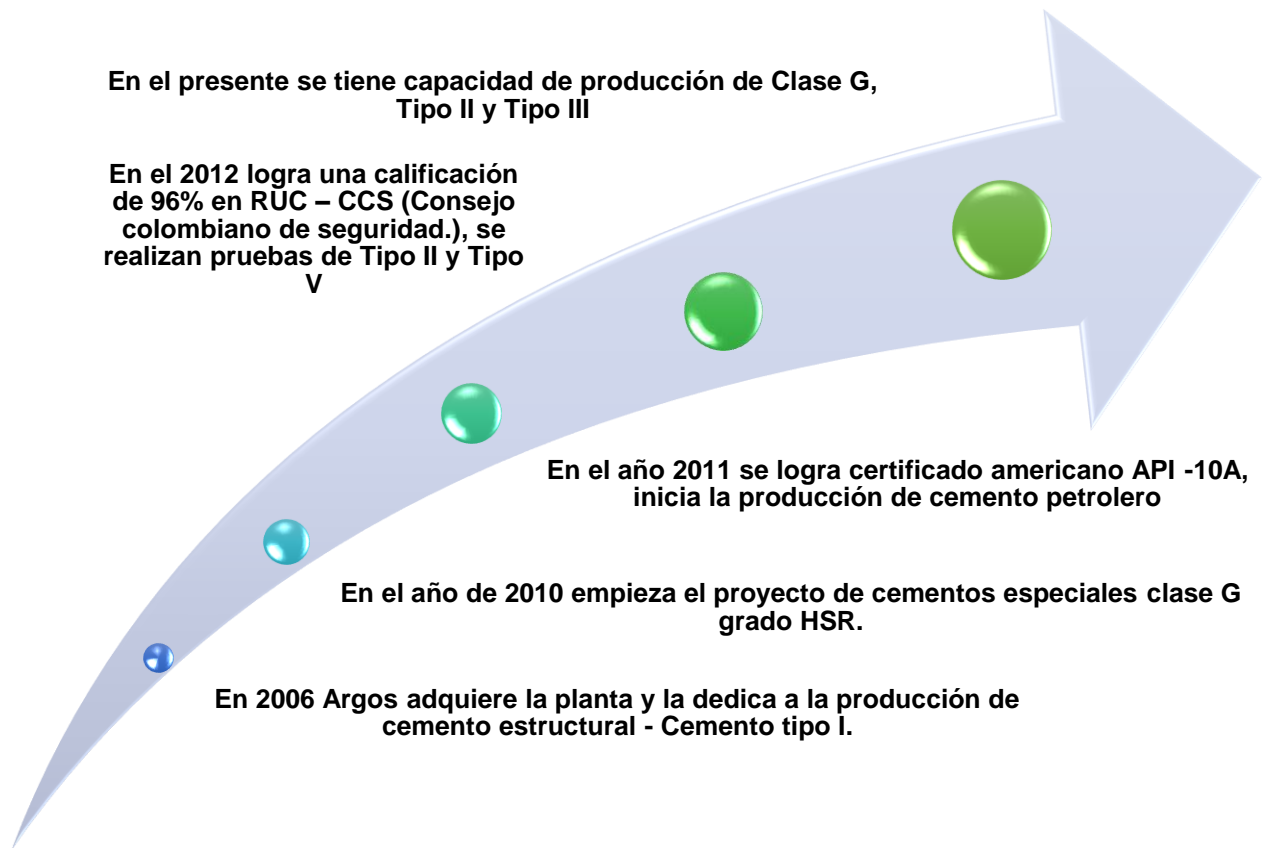 En el presente se tiene capacidad de producción de Clase G,
Tipo II y Tipo III
En el 2012 logra una calificación
de 96% en RUC – CCS (Consejo
colombiano de seguridad.), se
realizan pruebas de Tipo II y Tipo
V
En el año 2011 se logra certificado americano API -10A,
inicia la producción de cemento petrolero
En el año de 2010 empieza el proyecto de cementos especiales clase G
grado HSR.
En 2006 Argos adquiere la planta y la dedica a la producción de
cemento estructural - Cemento tipo I.